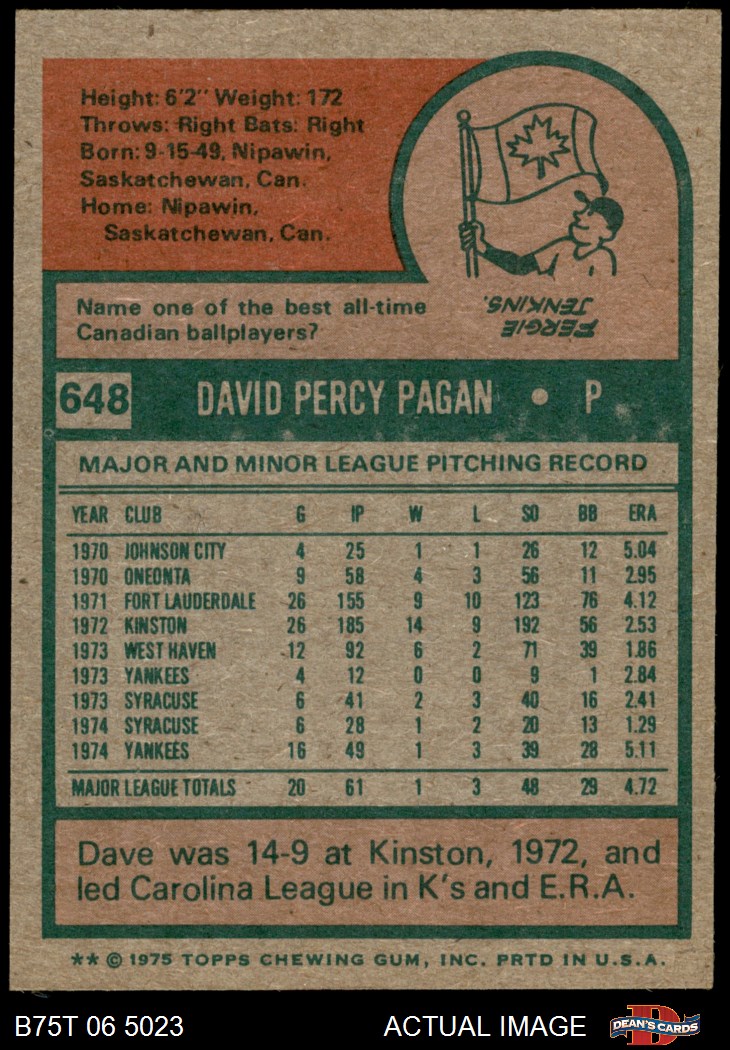 Height: 6'2" Weight: 172
Throws: Right Bats: Right
Born: 9-15-49, Nipawin,
Saskatchewan, Can.
Home: Nipawin,
Saskatchewan, Can.
Name one of the best all-time
Canadian ballplayers?
FERGIE
JENKINS.
648 DAVID PERCY PAGAN • P
MAJOR AND MINOR LEAGUE PITCHING RECORD
YEAR CLUB G IP W L SO BB ERA
1970 JOHNSON CITY 4 25 1 1 26 12 5.04
1970 ONEONTA 9 58 4 3 56 11 2.95
1971 FORT LAUDERDALE 26 155 9 10 123 76 4.12
1972 KINSTON 26 185 14 9 192 56 2.53
1973 WEST HAVEN 12 92 6 2 71 39 1.86
1973 YANKEES 4 12 0 0 9 1 2.84
1973 SYRACUSE 6 41 2 3 40 16 2.41
1974 SYRACUSE 6 28 1 2 20 13 1.29
1974 YANKEES 16 49 1 3 39 28 5.11
MAJOR LEAGUE TOTALS 20 61 1 3 48 29 4.72
Dave was 14-9 at Kinston, 1972, and
led Carolina League in K's and E.R.A.
** © 1975 TOPPS CHEWING GUM, INC. PRTD IN U.S.A.
B75T 06 5023 ACTUAL IMAGE D DEAN'S CARDS